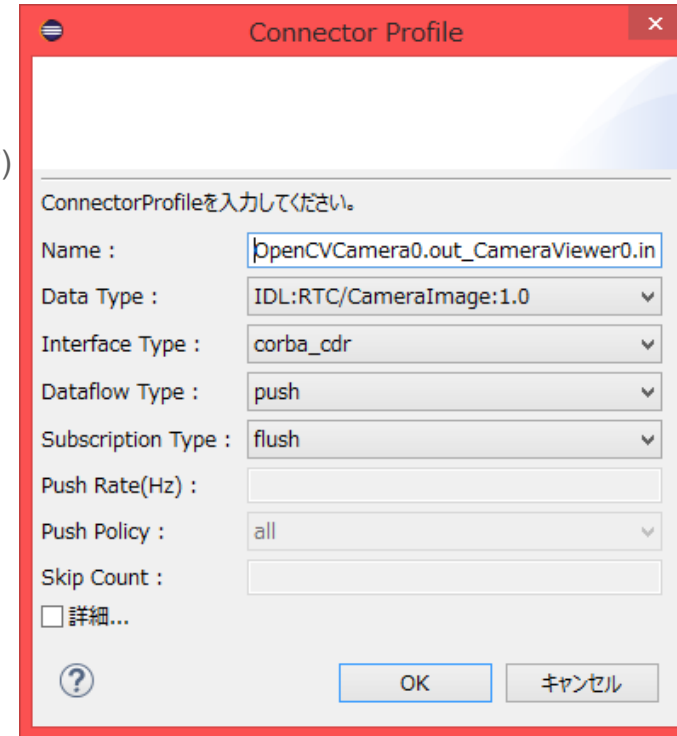 Connector Profile
)
ConnectorProfileを入力してください。
Name : OpenCVCamera0.out_CameraViewer0.in
Data Type : IDL:RTC/CameraImage:1.0
Interface Type : corba_cdr
Dataflow Type : push
Subscription Type : flush
Push Rate(Hz) :
Push Policy : all
Skip Count :
詳細...
OK キャンセル